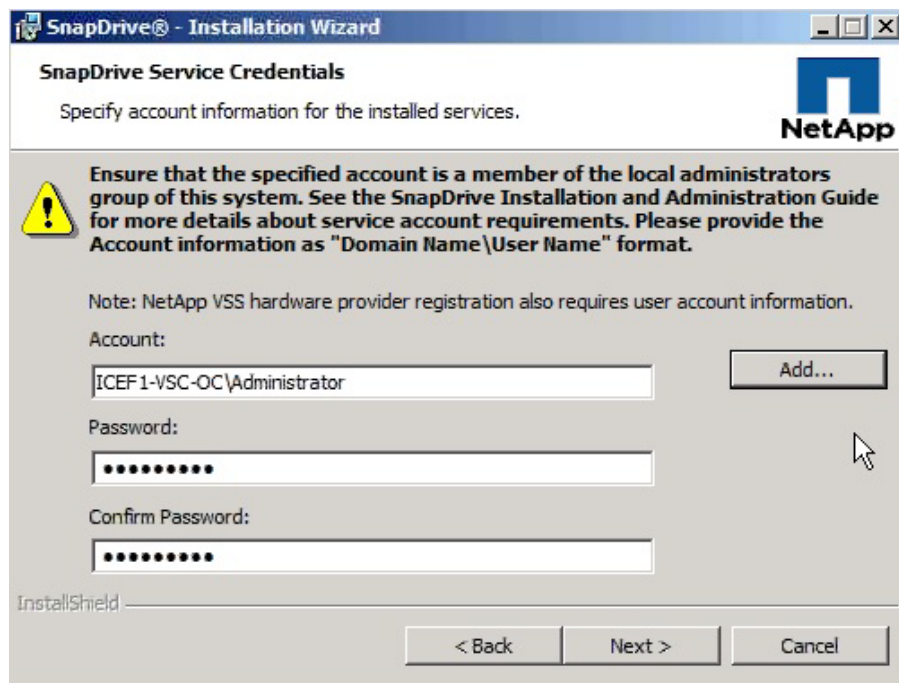 SnapDrive® - Installation Wizard
SnapDrive Service Credentials
Specify account information for the installed services.
NetApp
Ensure that the specified account is a member of the local administrators
group of this system. See the SnapDrive Installation and Administration Guide
for more details about service account requirements. Please provide the
Account information as "Domain Name\User Name" format.
Note: NetApp VSS hardware provider registration also requires user account information.
Account:
ICEF1-VSC-OC\Administrator
Add...
Password:
•••••••••
Confirm Password:
•••••••••
InstallShield
< Back
Next >
Cancel